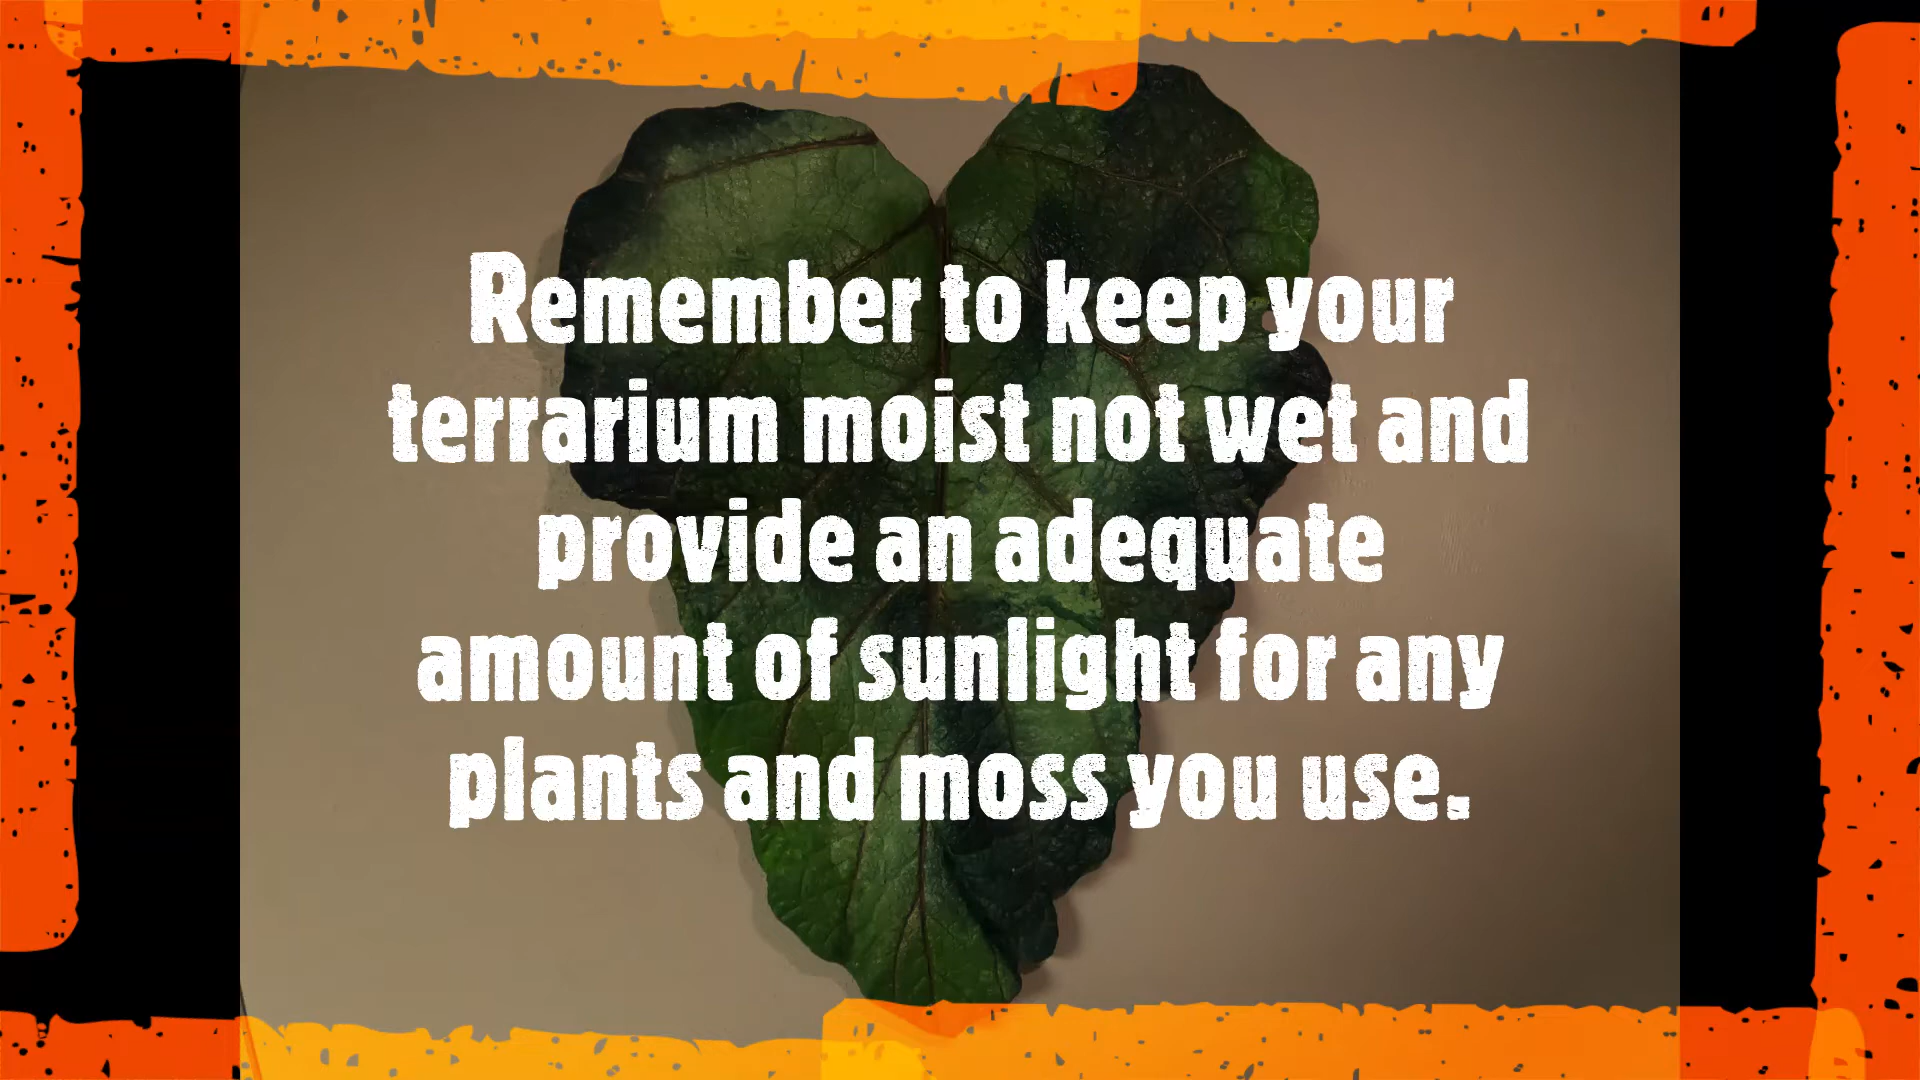 Remember to keep your
terrarium moist not wet and
provide an adequate
amount of sunlight for any
plants and moss you use.